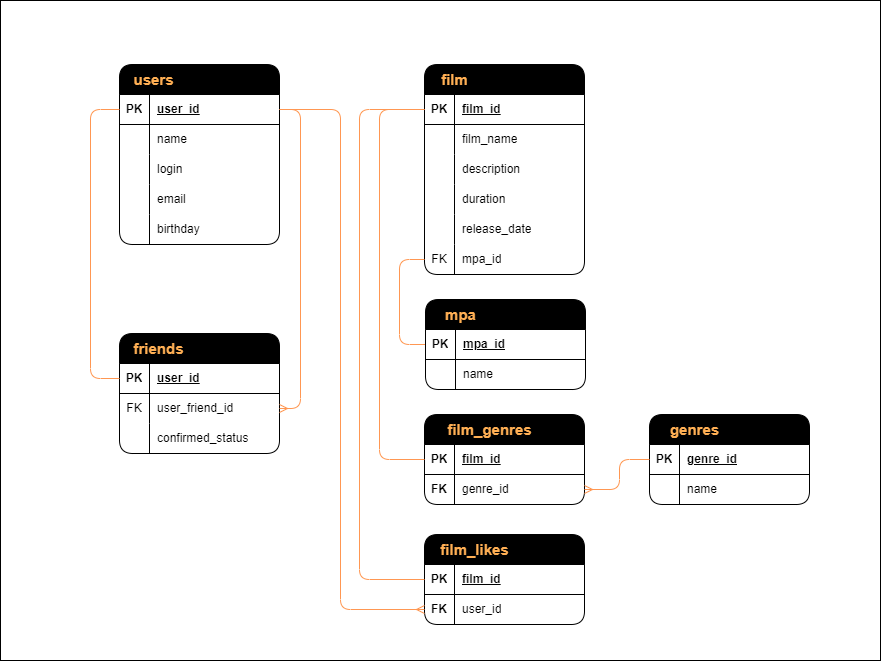 users
PK user_id
name
login
email
birthday
friends
PK user_id
FK user_friend_id
confirmed_status
film
PK film_id
film_name
description
duration
release_date
FK mpa_id
mpa
PK mpa_id
name
film_genres
PK film_id
FK genre_id
genres
PK genre_id
name
film_likes
PK film_id
FK user_id